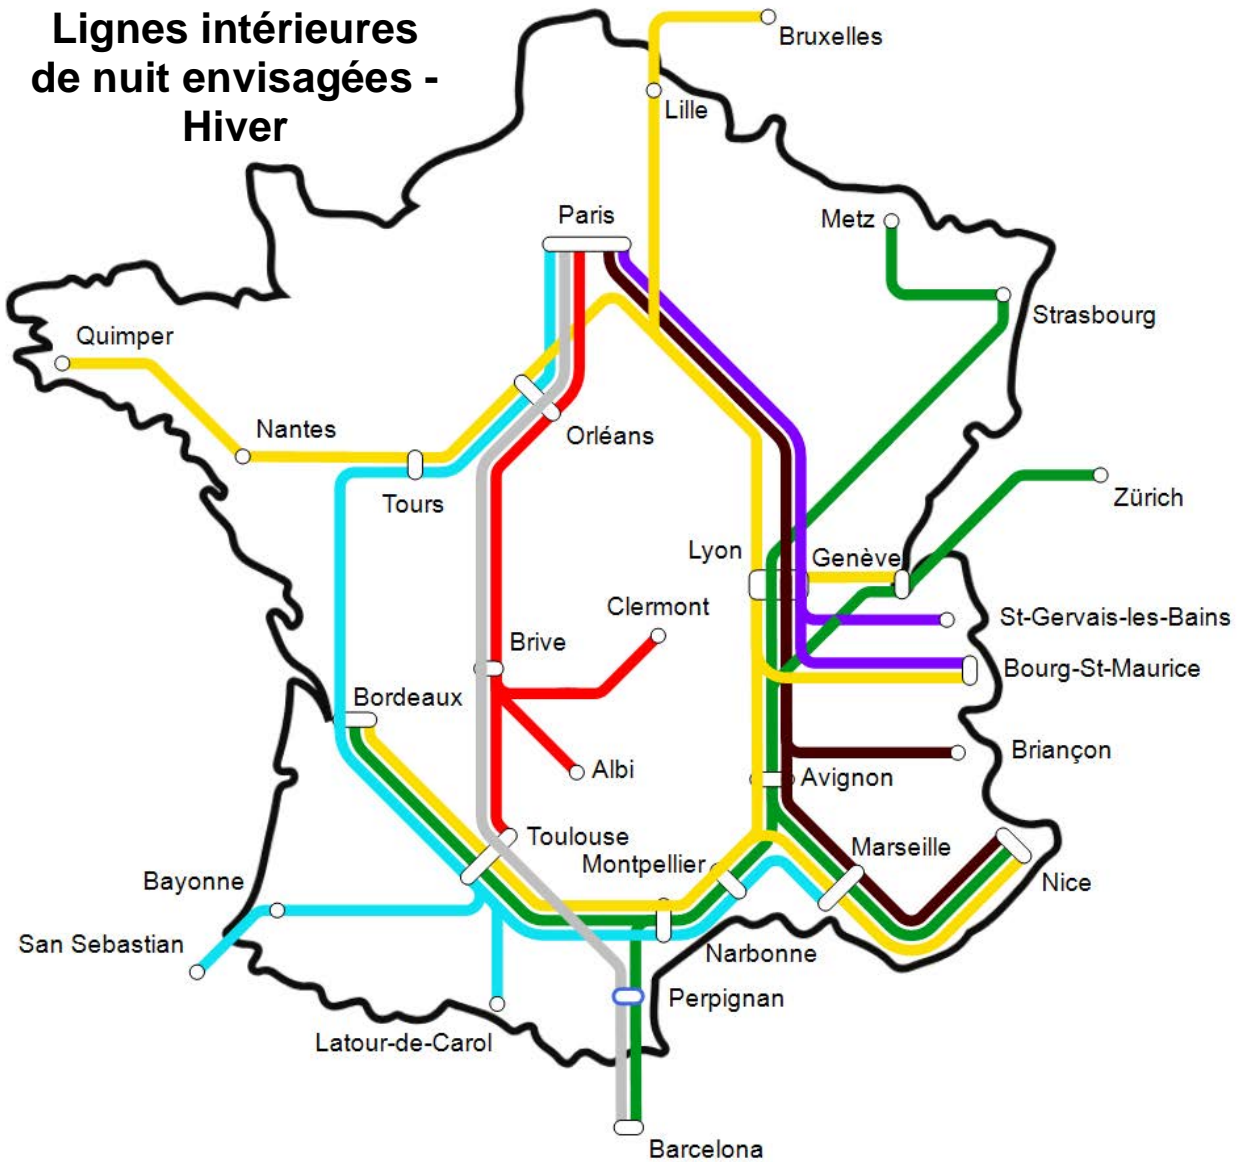 Lignes intérieures
de nuit envisagées -
Hiver
Bruxelles
Lille
Paris
Metz
Strasbourg
Quimper
Nantes
Orléans
Tours
Zürich
Lyon
Genève
Clermont
St-Gervais-les-Bains
Brive
Bourg-St-Maurice
Bordeaux
Briançon
Albi
Avignon
Toulouse
Marseille
Montpellier
Bayonne
Nice
San Sebastian
Narbonne
Perpignan
Latour-de-Carol
Barcelona